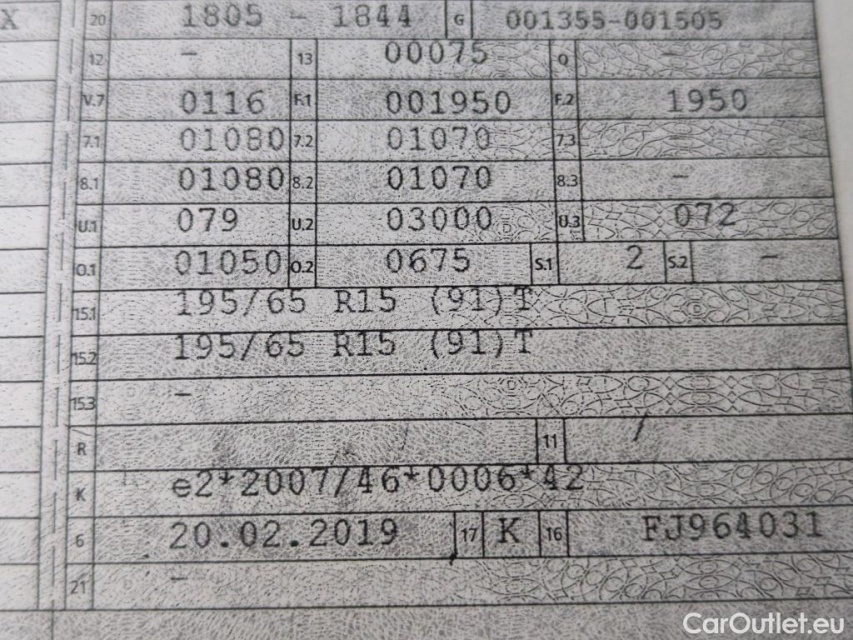 X 20 1805 - 1844 G 001355-001505
12 - 13 00075 Q -
V.7 0116 F.1 001950 F.2 1950
7.1 01080 7.2 01070 7.3 -
8.1 01080 8.2 01070 8.3 -
U.1 079 U.2 03000 U.3 072
O.1 01050 O.2 0675 S.1 2 S.2 -
15.1 195/65 R15 (91)T
15.2 195/65 R15 (91)T
15.3 -
R 11 /
K e2*2007/46*0006*42
6 20.02.2019 17 K 16 FJ964031
21 -
CarOutlet.eu